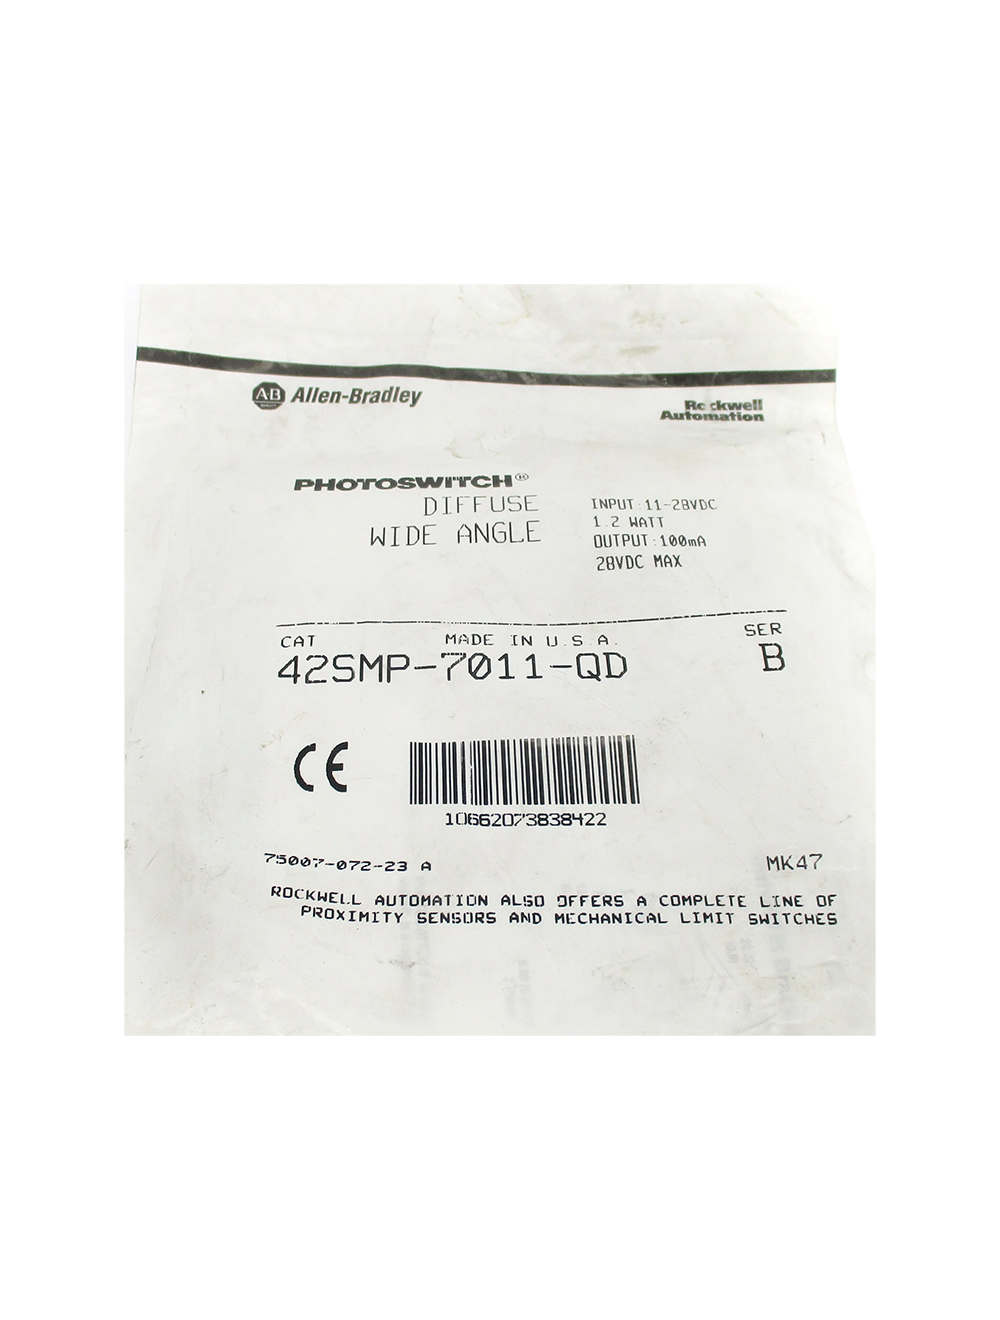 AB Allen-Bradley
Rockwell
Automation
PHOTOSWITCH®
DIFFUSE
WIDE ANGLE
INPUT:11-28VDC
1.2 WATT
OUTPUT:100mA
28VDC MAX
CAT MADE IN U.S.A. SER
42SMP-7011-QD B
CE
10662073838422
75007-072-23 A MK47
ROCKWELL AUTOMATION ALSO OFFERS A COMPLETE LINE OF
PROXIMITY SENSORS AND MECHANICAL LIMIT SWITCHES